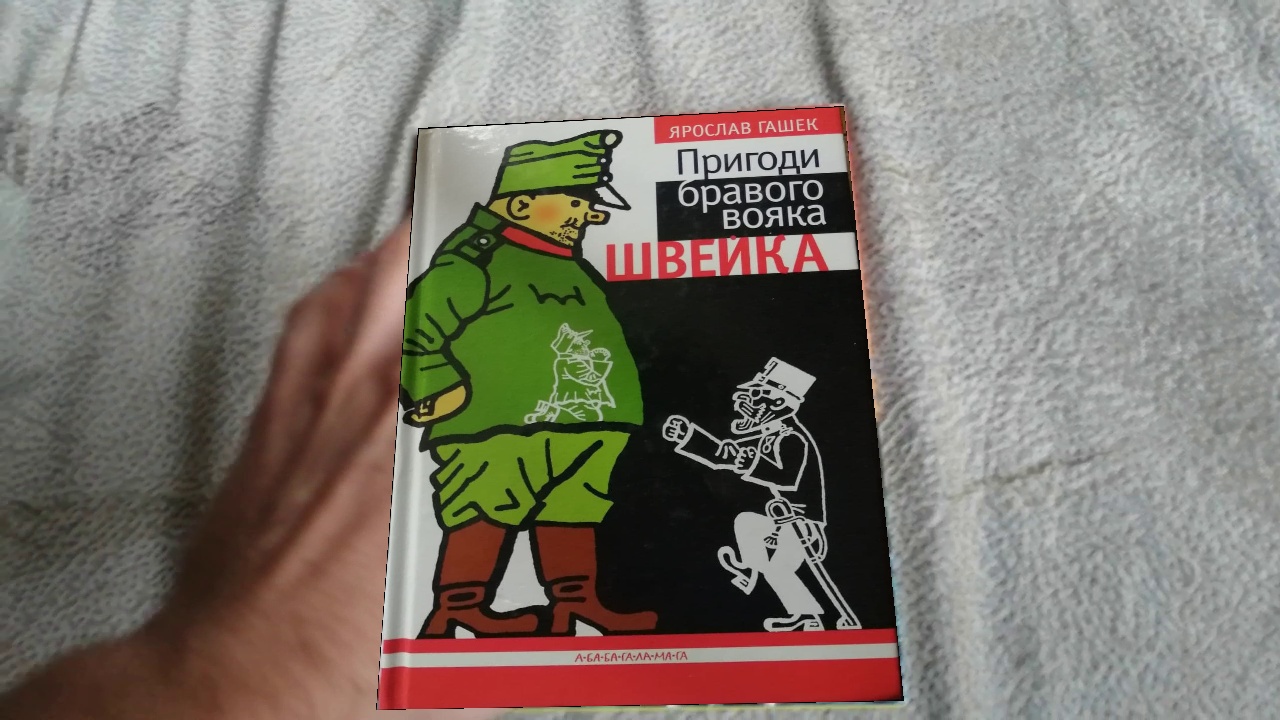 ЯРОСЛАВ ГАШЕК
Пригоди
бравого
вояка
ШВЕЙКА
А-БА-БА-ГА-ЛА-МА-ГА